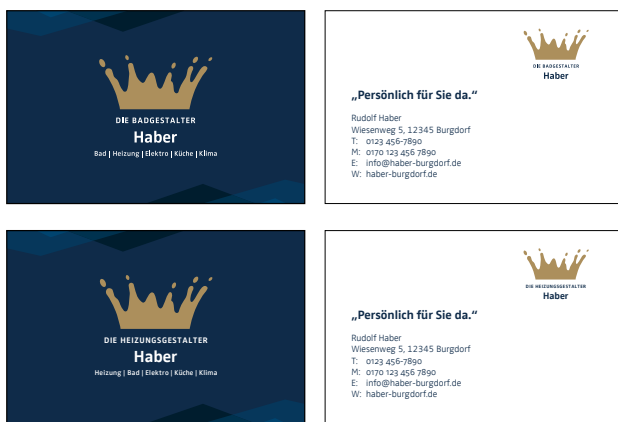 DIE BADGESTALTER
Haber
Bad | Heizung | Elektro | Küche | Klima
DIE BADGESTALTER
Haber
„Persönlich für Sie da.“
Rudolf Haber
Wiesenweg 5, 12345 Burgdorf
T: 0123 456-7890
M: 0170 123 456 7890
E: info@haber-burgdorf.de
W: haber-burgdorf.de
DIE HEIZUNGSGESTALTER
Haber
Heizung | Bad | Elektro | Küche | Klima
DIE HEIZUNGSGESTALTER
Haber
„Persönlich für Sie da.“
Rudolf Haber
Wiesenweg 5, 12345 Burgdorf
T: 0123 456-7890
M: 0170 123 456 7890
E: info@haber-burgdorf.de
W: haber-burgdorf.de